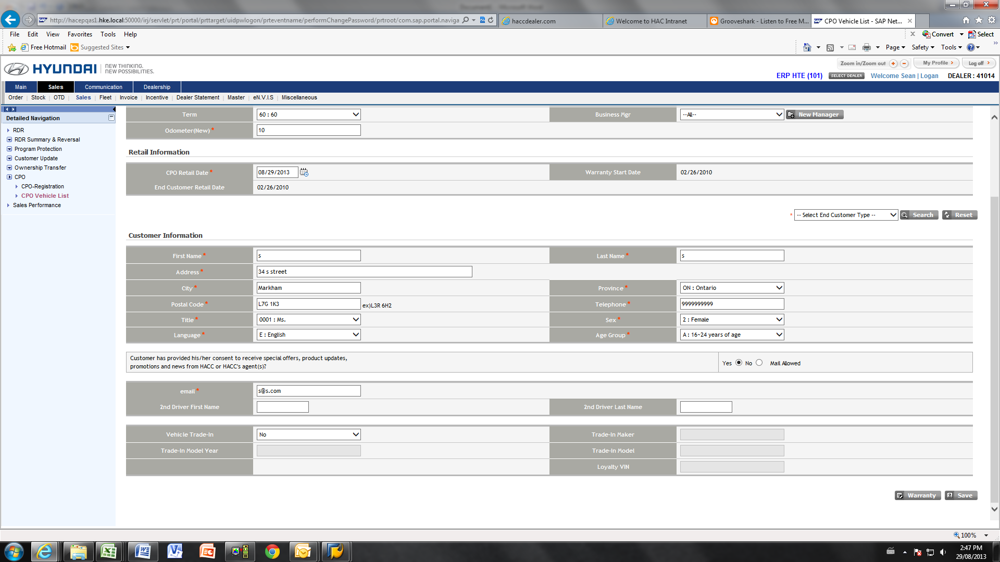 http://hacepqas1.hke.local:50000/irj/servlet/prt/portal/prttarget/uidpwlogon/prteventname/performChangePassword/prtroot/com.sap.portal.naviga
haccdealer.com
Welcome to HAC Intranet
Grooveshark - Listen to Free M...
CPO Vehicle List - SAP Net...
File Edit View Favorites Tools Help
Convert Select
Free Hotmail Suggested Sites
Page Safety Tools
HYUNDAI NEW THINKING.
NEW POSSIBILITIES.
Zoom in/Zoom out My Profile Log off
ERP HTE (101) SELECT DEALER Welcome Sean | Logan DEALER : 41014
Main Sales Communication Dealership
Order Stock OTD Sales Fleet Invoice Incentive Dealer Statement Master eN.V.I.S Miscellaneous
Detailed Navigation
RDR
RDR Summary & Reversal
Program Protection
Customer Update
Ownership Transfer
CPO
CPO-Registration
CPO Vehicle List
Sales Performance
Term 60 : 60 Business Mgr --All-- New Manager
Odometer(New) * 10
Retail Information
CPO Retail Date * 08/29/2013 Warranty Start Date 02/26/2010
End Customer Retail Date 02/26/2010
* -- Select End Customer Type -- Search Reset
Customer Information
First Name * s Last Name * s
Address * 34 s street
City * Markham Province * ON : Ontario
Postal Code * L7G 1K3 ex)L3R 6H2 Telephone * 9999999999
Title * 0001 : Ms. Sex * 2 : Female
Language * E : English Age Group * A : 16~24 years of age
Customer has provided his/her consent to receive special offers, product updates,
promotions and news from HACC or HACC's agent(s)?
Yes No Mail Allowed
email * s@s.com
2nd Driver First Name 2nd Driver Last Name
Vehicle Trade-In No Trade-In Maker
Trade-In Model Year Trade-In Model
Loyalty VIN
Warranty Save
100%
2:47 PM
29/08/2013